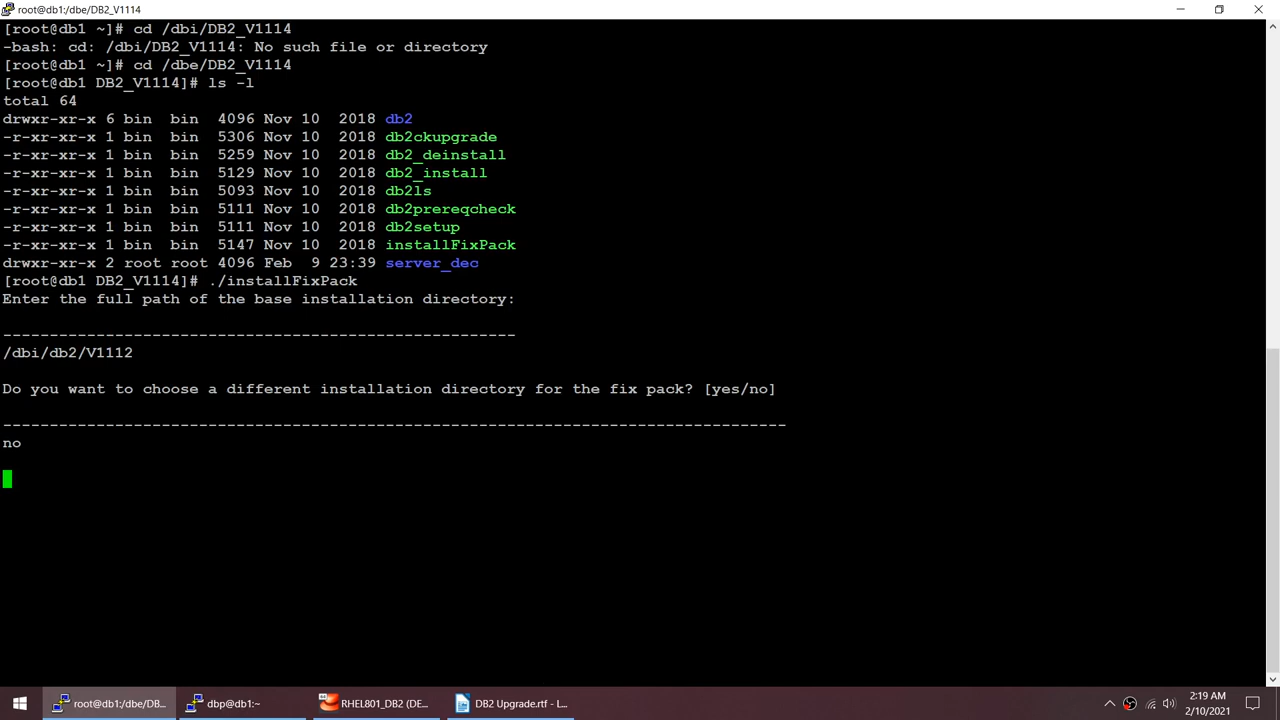 root@db1:/dbe/DB2_V1114
[root@db1 ~]# cd /dbi/DB2_V1114
-bash: cd: /dbi/DB2_V1114: No such file or directory
[root@db1 ~]# cd /dbe/DB2_V1114
[root@db1 DB2_V1114]# ls -l
total 64
drwxr-xr-x 6 bin  bin  4096 Nov 10  2018 db2
-r-xr-xr-x 1 bin  bin  5306 Nov 10  2018 db2ckupgrade
-r-xr-xr-x 1 bin  bin  5259 Nov 10  2018 db2_deinstall
-r-xr-xr-x 1 bin  bin  5129 Nov 10  2018 db2_install
-r-xr-xr-x 1 bin  bin  5093 Nov 10  2018 db2ls
-r-xr-xr-x 1 bin  bin  5111 Nov 10  2018 db2prereqcheck
-r-xr-xr-x 1 bin  bin  5111 Nov 10  2018 db2setup
-r-xr-xr-x 1 bin  bin  5147 Nov 10  2018 installFixPack
drwxr-xr-x 2 root root 4096 Feb  9 23:39 server_dec
[root@db1 DB2_V1114]# ./installFixPack
Enter the full path of the base installation directory:
-------------------------------------------------------
/dbi/db2/V1112
Do you want to choose a different installation directory for the fix pack? [yes/no]
------------------------------------------------------------------------------------
no
root@db1:/dbe/DB...
dbp@db1:~
RHEL801_DB2 (DE...
DB2 Upgrade.rtf - L...
2:19 AM
2/10/2021